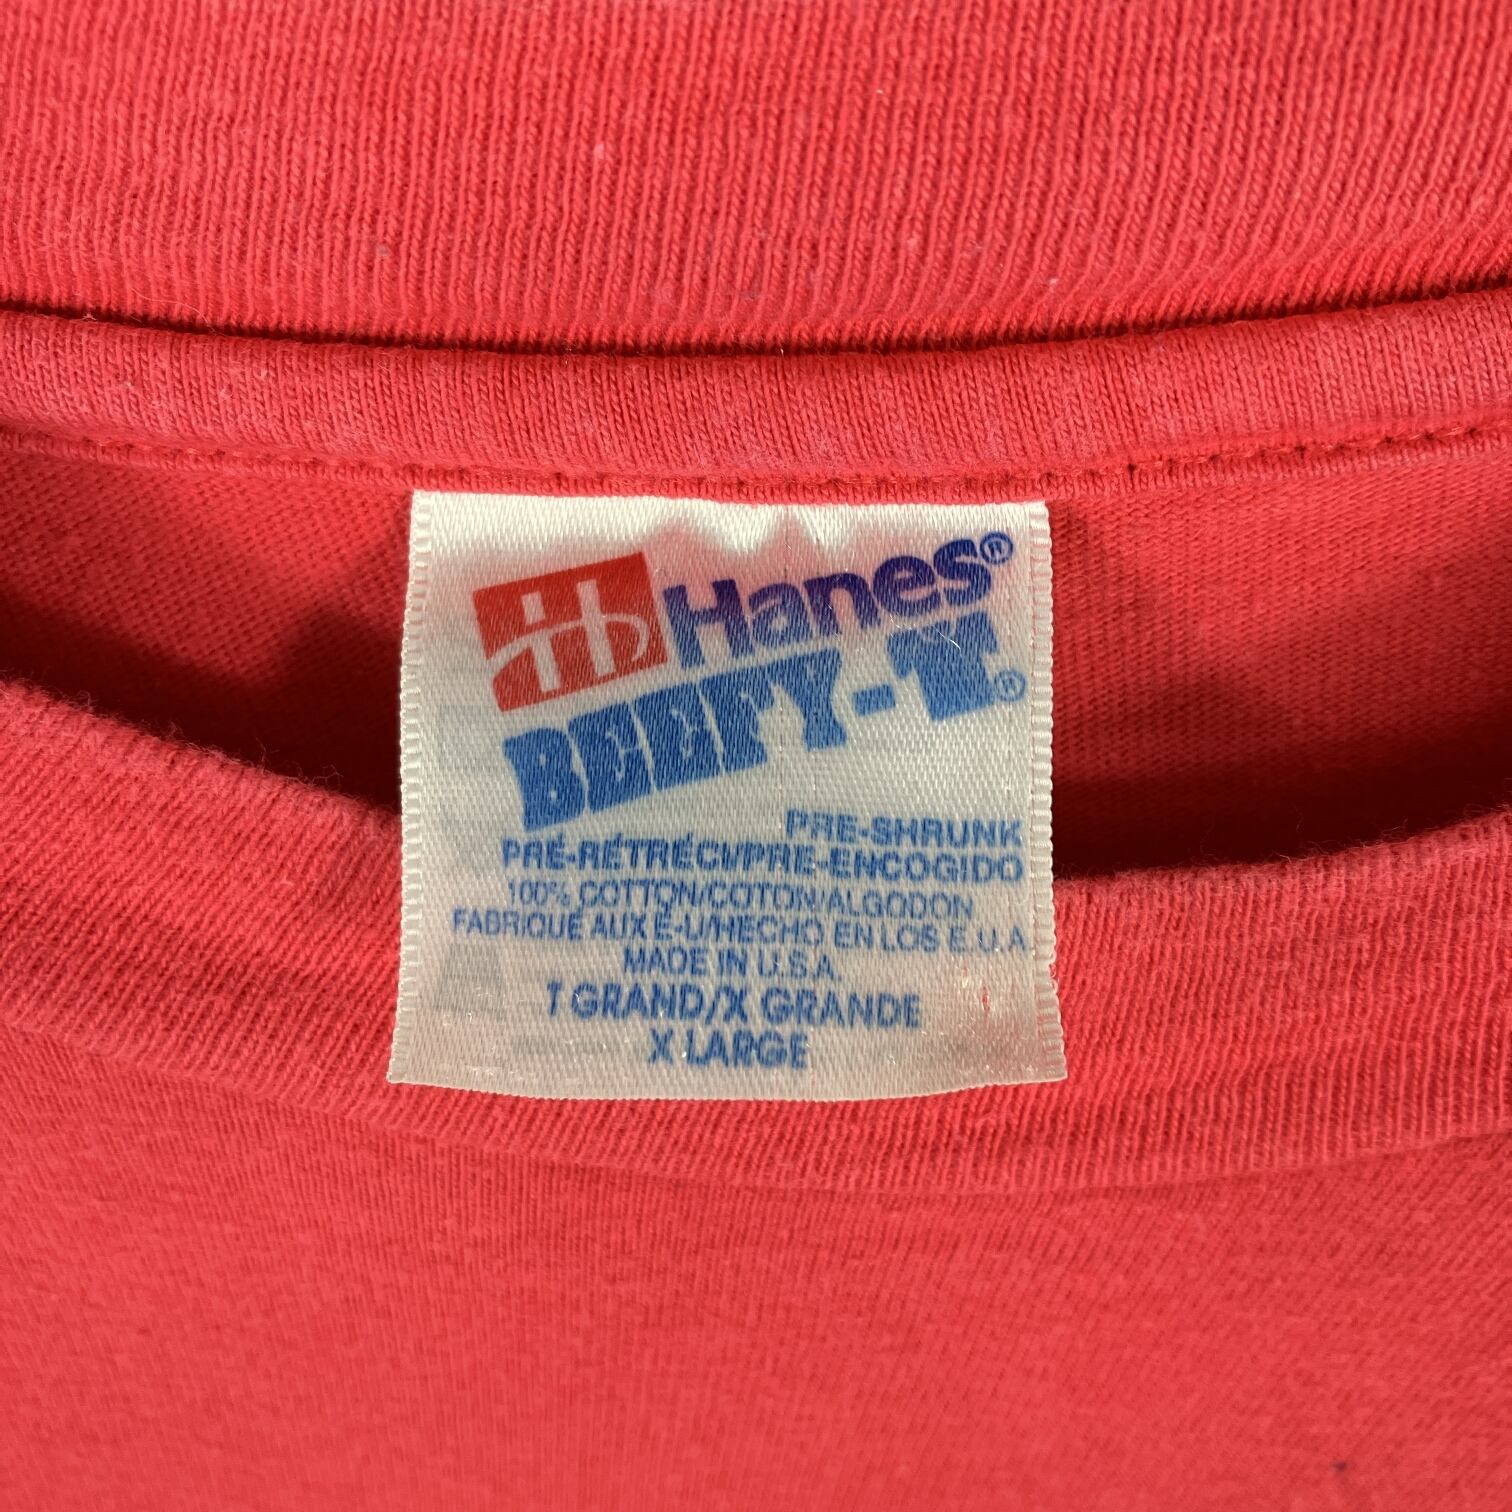 Hanes®
BEEFY-T.®
PRE-SHRUNK
PRÉ-RÉTRÉCI/PRE-ENCOGIDO
100% COTTON/COTON/ALGODON
FABRIQUÉ AUX É-U/HECHO EN LOS E.U.A
MADE IN U.S.A.
T GRAND/X GRANDE
X LARGE